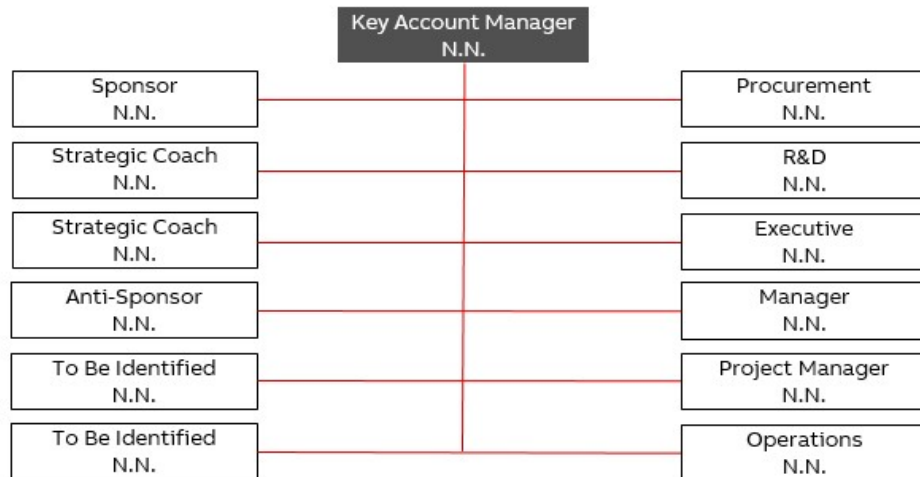 Key Account Manager
N.N.
Sponsor
N.N.
Procurement
N.N.
Strategic Coach
N.N.
R&D
N.N.
Strategic Coach
N.N.
Executive
N.N.
Anti-Sponsor
N.N.
Manager
N.N.
To Be Identified
N.N.
Project Manager
N.N.
To Be Identified
N.N.
Operations
N.N.